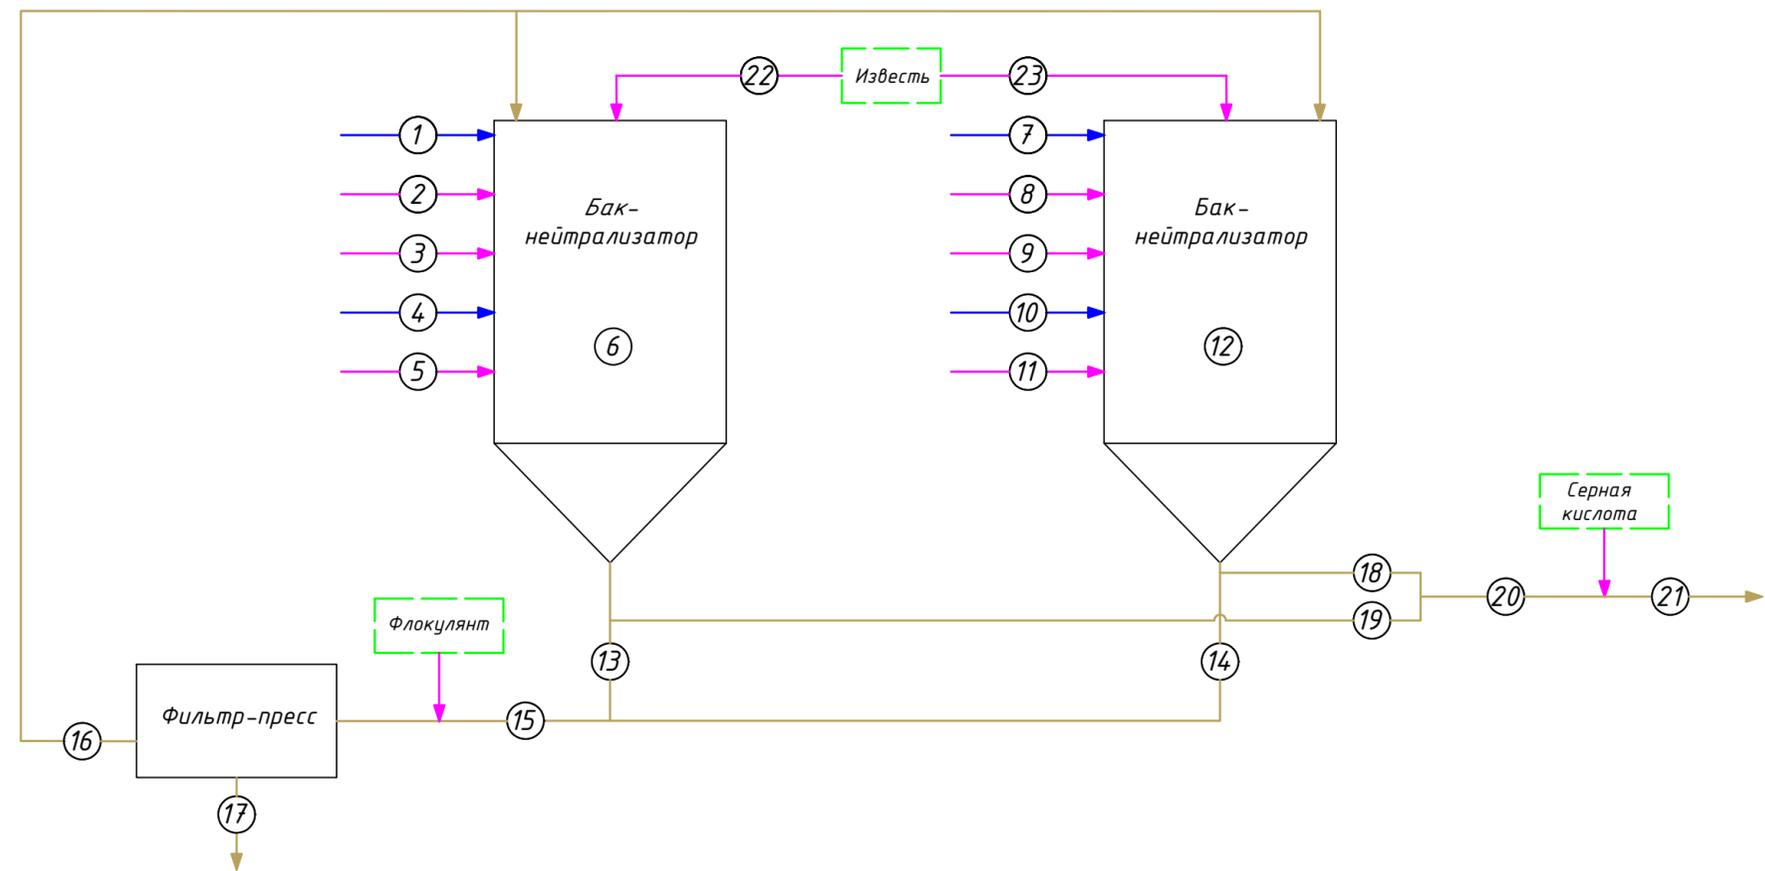 22
Известь
23
1
7
2
8
Бак-
нейтрализатор
Бак-
нейтрализатор
3
9
4
10
6
12
5
11
Серная
кислота
18
20
21
19
Флокулянт
13
14
Фильтр-пресс
15
16
17